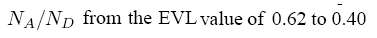 N_A/N_D from the EVL value of 0.62 to 0.40